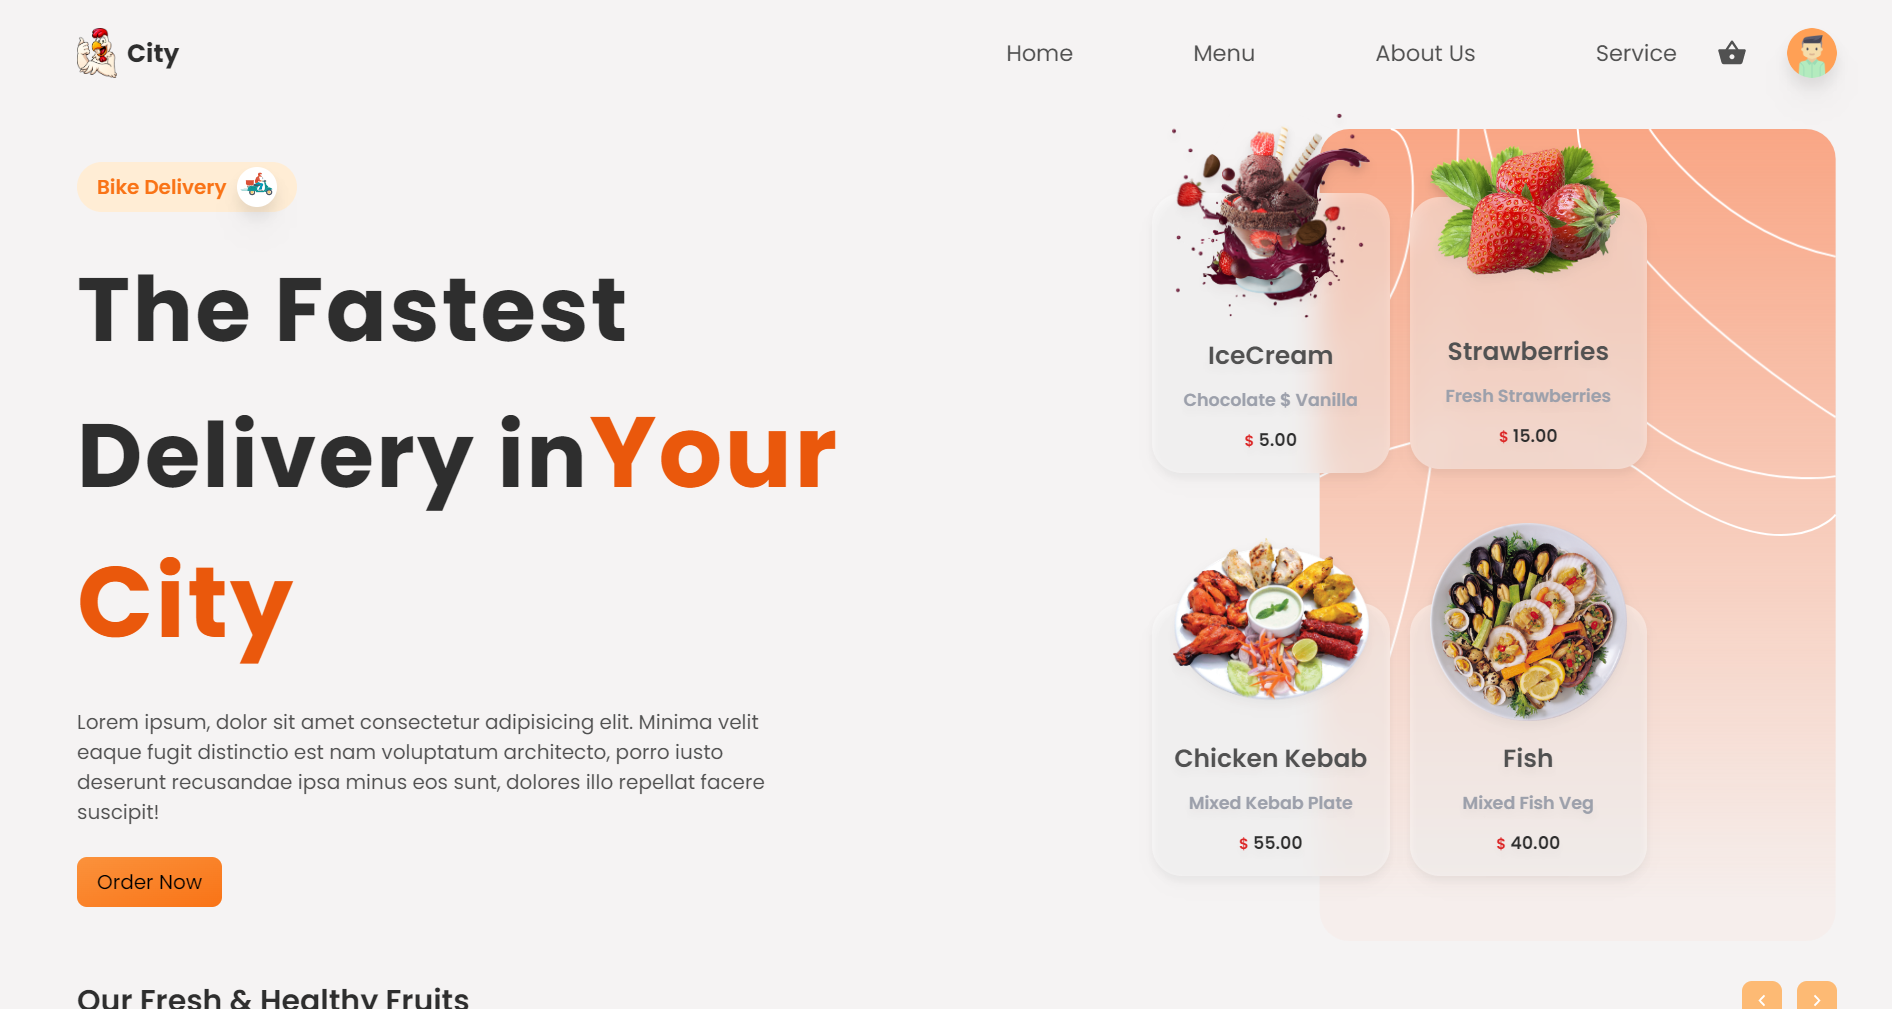 City
Home
Menu
About Us
Service
Bike Delivery
The Fastest
Delivery in Your
City
Lorem ipsum, dolor sit amet consectetur adipisicing elit. Minima velit
eaque fugit distinctio est nam voluptatum architecto, porro iusto
deserunt recusandae ipsa minus eos sunt, dolores illo repellat facere
suscipit!
Order Now
IceCream
Chocolate $ Vanilla
$ 5.00
Strawberries
Fresh Strawberries
$ 15.00
Chicken Kebab
Mixed Kebab Plate
$ 55.00
Fish
Mixed Fish Veg
$ 40.00
Our Fresh & Healthy Fruits